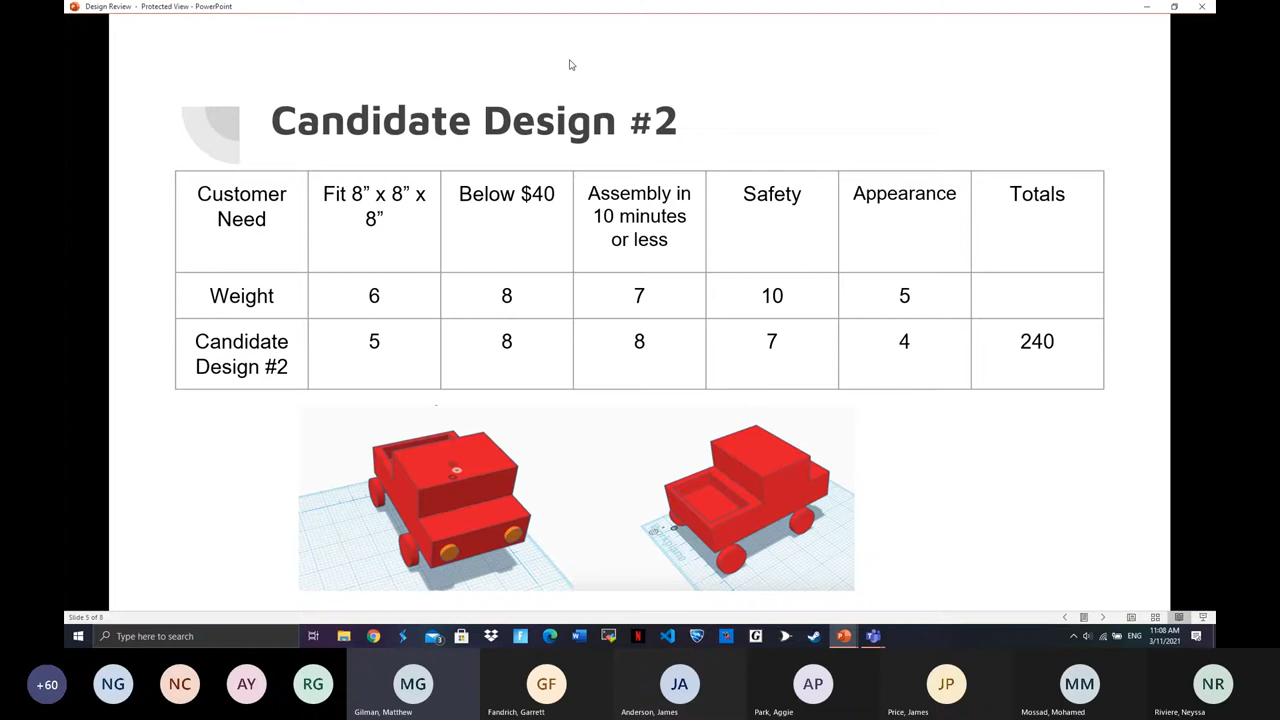 Design Review - Protected View - PowerPoint
Candidate Design #2
Customer Need
Fit 8” x 8” x 8”
Below $40
Assembly in 10 minutes or less
Safety
Appearance
Totals
Weight
6
8
7
10
5
Candidate Design #2
5
8
8
7
4
240
Workplane
Slide 5 of 8
Type here to search
3
ENG
11:08 AM
3/11/2021
+60
NG
NC
AY
RG
MG
GF
JA
AP
JP
MM
NR
Gilman, Matthew
Fandrich, Garrett
Anderson, James
Park, Aggie
Price, James
Mossad, Mohamed
Riviere, Neyssa